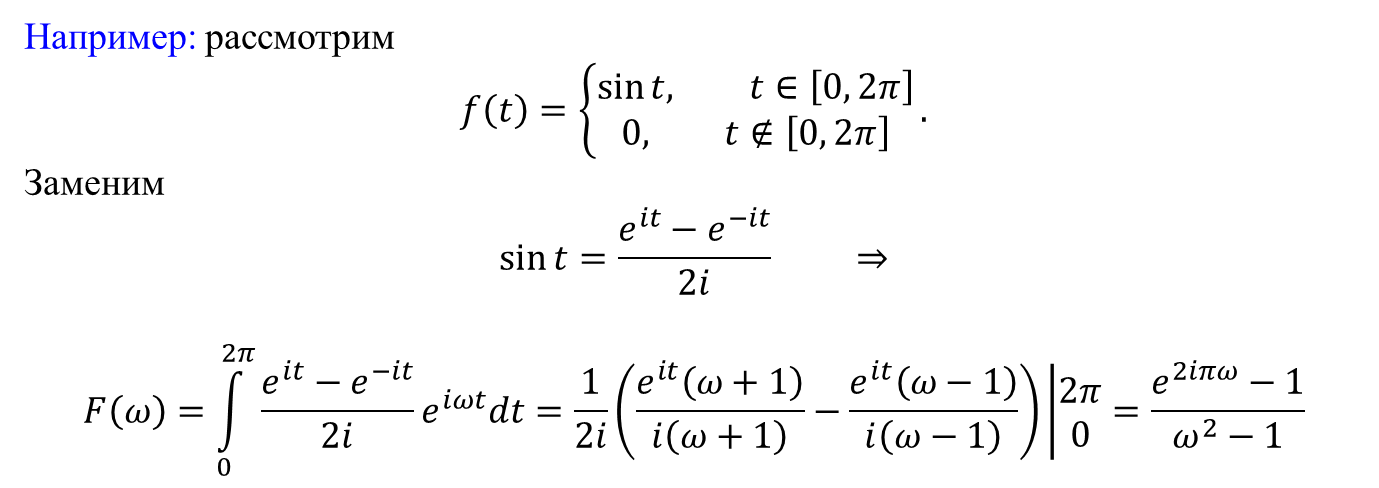 Например: рассмотрим
f(t) = { sin t, t ∈ [0, 2π]
0, t ∉ [0, 2π] .
Заменим
sin t = (e^{it} − e^{−it}) / 2i ⇒
F(ω) = ∫_0^{2π} (e^{it} − e^{−it}) / 2i e^{iωt} dt = 1/2i ( e^{it}(ω + 1) / i(ω + 1) − e^{it}(ω − 1) / i(ω − 1) ) |_0^{2π} = (e^{2iπω} − 1) / (ω^2 − 1)